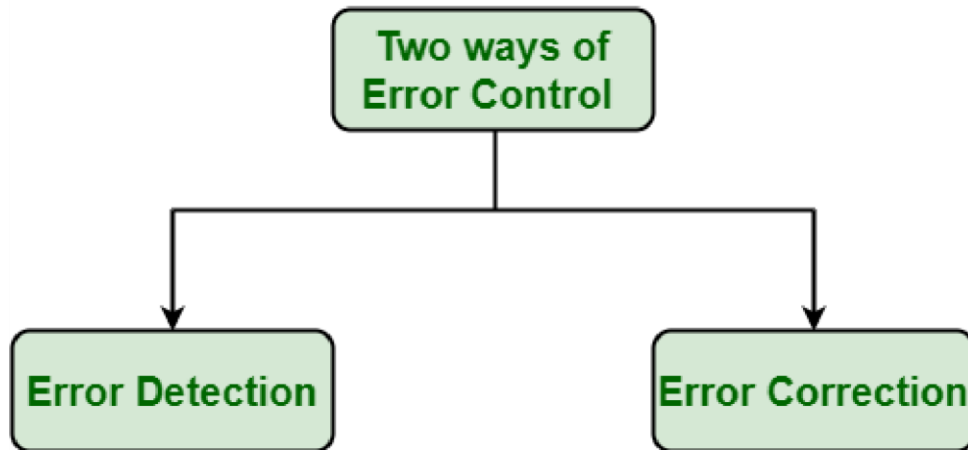 Two ways of
Error Control
Error Detection
Error Correction